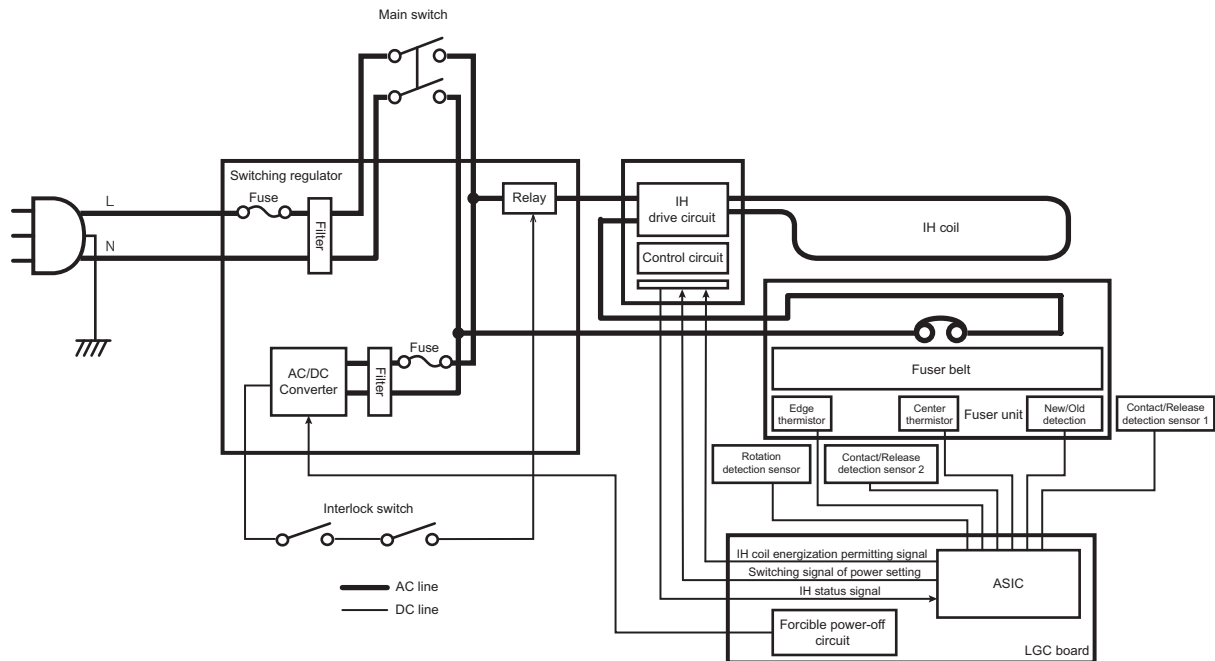 Main switch
Switching regulator
Fuse
L
N
Filter
Relay
IH
drive circuit
IH coil
Control circuit
Fuse
AC/DC
Converter
Filter
Fuser belt
Edge
thermistor
Center
thermistor
Fuser unit
New/Old
detection
Contact/Release
detection sensor 1
Rotation
detection sensor
Contact/Release
detection sensor 2
Interlock switch
AC line
DC line
IH coil energization permitting signal
Switching signal of power setting
IH status signal
ASIC
Forcible power-off
circuit
LGC board